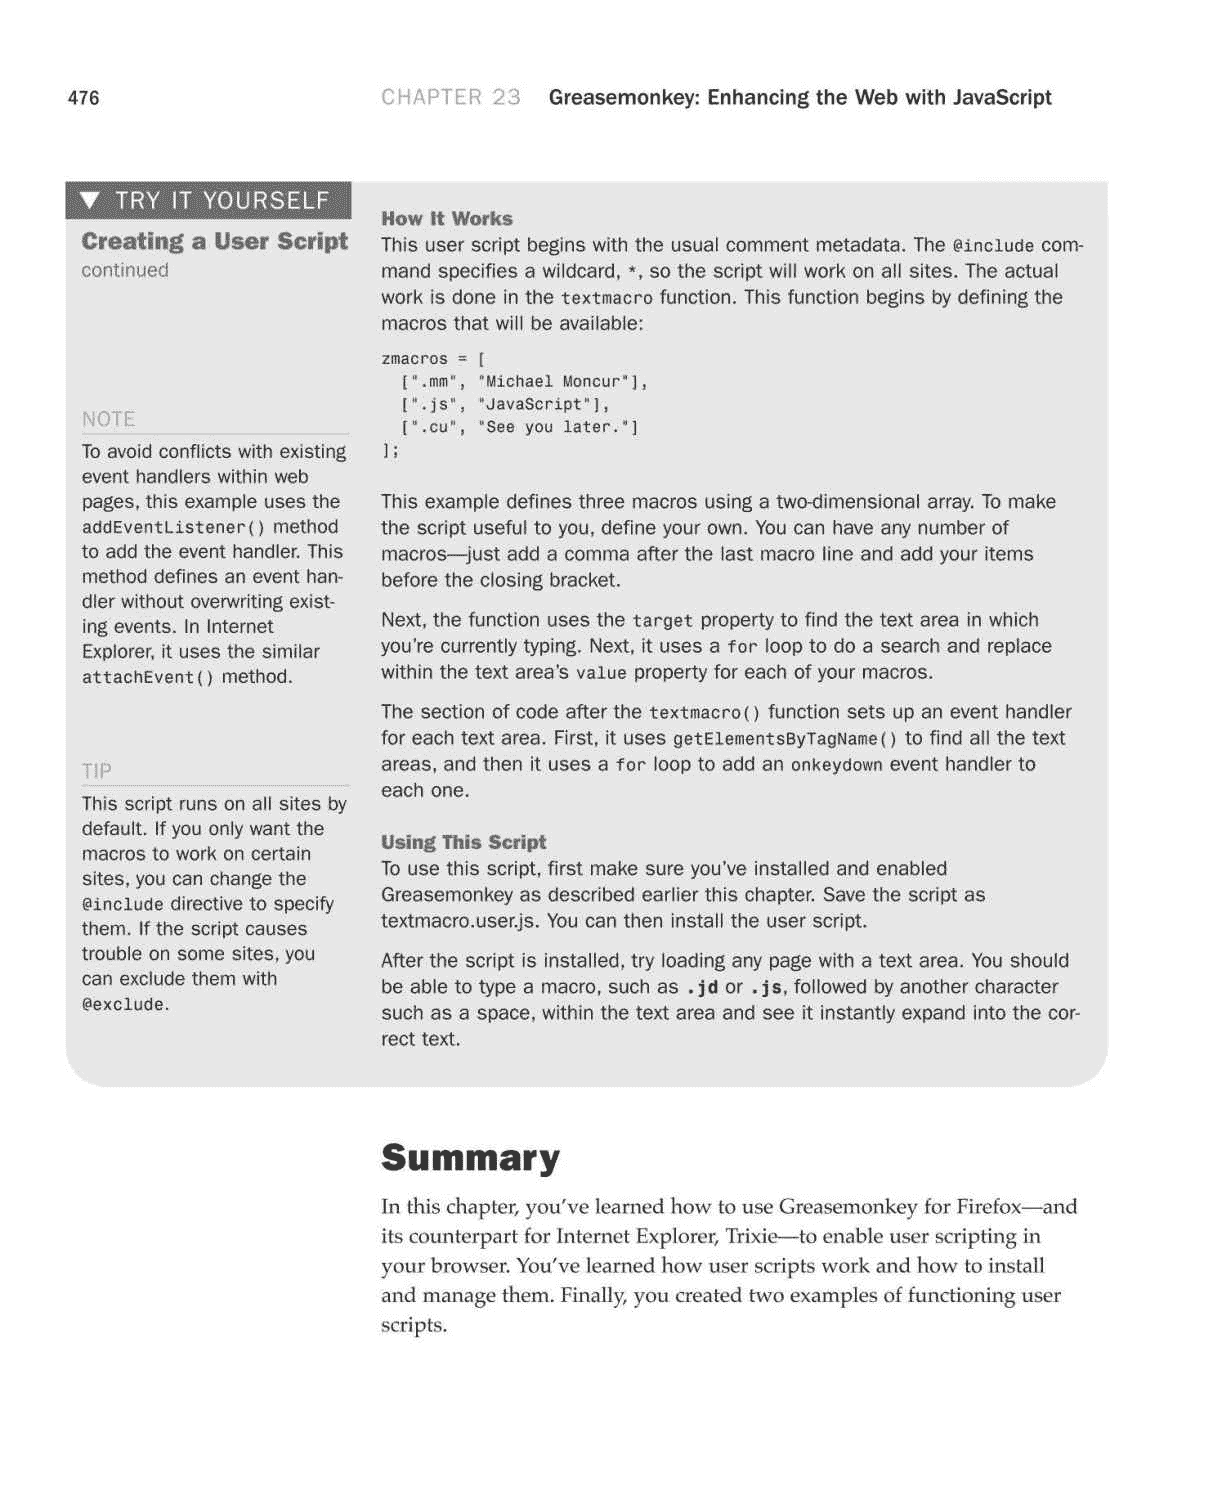 476
CHAPTER 23 Greasemonkey: Enhancing the Web with JavaScript
▼ TRY IT YOURSELF
Creating a User Script
continued
NOTE
To avoid conflicts with existing
event handlers within web
pages, this example uses the
addEventListener() method
to add the event handler. This
method defines an event han-
dler without overwriting exist-
ing events. In Internet
Explorer, it uses the similar
attachEvent() method.
TIP
This script runs on all sites by
default. If you only want the
macros to work on certain
sites, you can change the
@include directive to specify
them. If the script causes
trouble on some sites, you
can exclude them with
@exclude.
How It Works
This user script begins with the usual comment metadata. The @include com-
mand specifies a wildcard, *, so the script will work on all sites. The actual
work is done in the textmacro function. This function begins by defining the
macros that will be available:
zmacros = [
[".mm", "Michael Moncur"],
[".js", "JavaScript"],
[".cu", "See you later."]
];
This example defines three macros using a two-dimensional array. To make
the script useful to you, define your own. You can have any number of
macros—just add a comma after the last macro line and add your items
before the closing bracket.
Next, the function uses the target property to find the text area in which
you're currently typing. Next, it uses a for loop to do a search and replace
within the text area's value property for each of your macros.
The section of code after the textmacro() function sets up an event handler
for each text area. First, it uses getElementsByTagName() to find all the text
areas, and then it uses a for loop to add an onkeydown event handler to
each one.
Using This Script
To use this script, first make sure you've installed and enabled
Greasemonkey as described earlier this chapter. Save the script as
textmacro.user.js. You can then install the user script.
After the script is installed, try loading any page with a text area. You should
be able to type a macro, such as .jd or .js, followed by another character
such as a space, within the text area and see it instantly expand into the cor-
rect text.
Summary
In this chapter, you've learned how to use Greasemonkey for Firefox—and
its counterpart for Internet Explorer, Trixie—to enable user scripting in
your browser. You've learned how user scripts work and how to install
and manage them. Finally, you created two examples of functioning user
scripts.